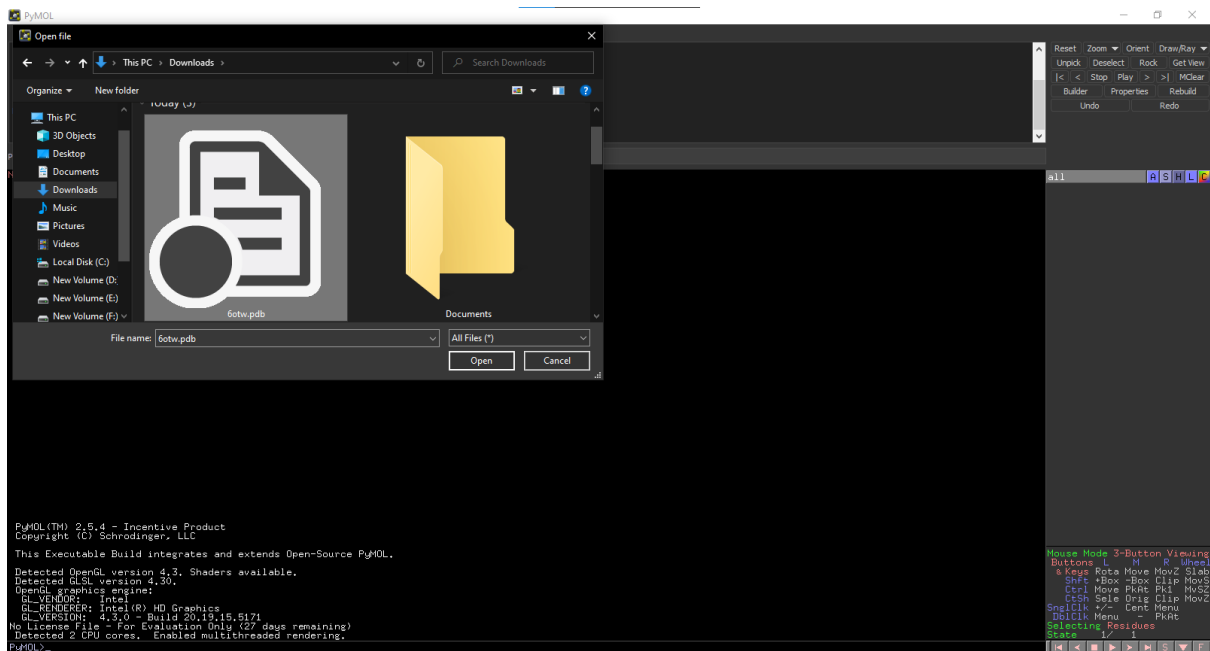 PyMOL
Open file
This PC > Downloads >
Search Downloads
Organize
New folder
Today (3)
This PC
3D Objects
Desktop
Documents
Downloads
Music
Pictures
Videos
Local Disk (C:)
New Volume (D:
New Volume (E:)
New Volume (F:)
6otw.pdb
Documents
File name: 6otw.pdb
All Files (*)
Open
Cancel
Reset Zoom Orient Draw/Ray
Unpick Deselect Rock Get View
|< < Stop Play > >| MClear
Builder Properties Rebuild
Undo Redo
all A S H L C
PyMOL(TM) 2.5.4 - Incentive Product
Copyright (C) Schrodinger, LLC
This Executable Build integrates and extends Open-Source PyMOL.
Detected OpenGL version 4.3. Shaders available.
Detected GLSL version 4.30.
OpenGL graphics engine:
GL_VENDOR: Intel
GL_RENDERER: Intel(R) HD Graphics
GL_VERSION: 4.3.0 - Build 20.19.15.5171
No License File - For Evaluation Only (27 days remaining)
Detected 2 CPU cores. Enabled multithreaded rendering.
PyMOL>_
Mouse Mode 3-Button Viewing
Buttons L M R Wheel
& Keys Rota Move MovZ Slab
Shft +Box -Box Clip MovS
Ctrl Move PkAt Pk1 MvSZ
CtSh Sele Orig Clip MovZ
SnglClk +/- Cent Menu
DblClk Menu - PkAt
Selecting Residues
State 1/ 1
S F